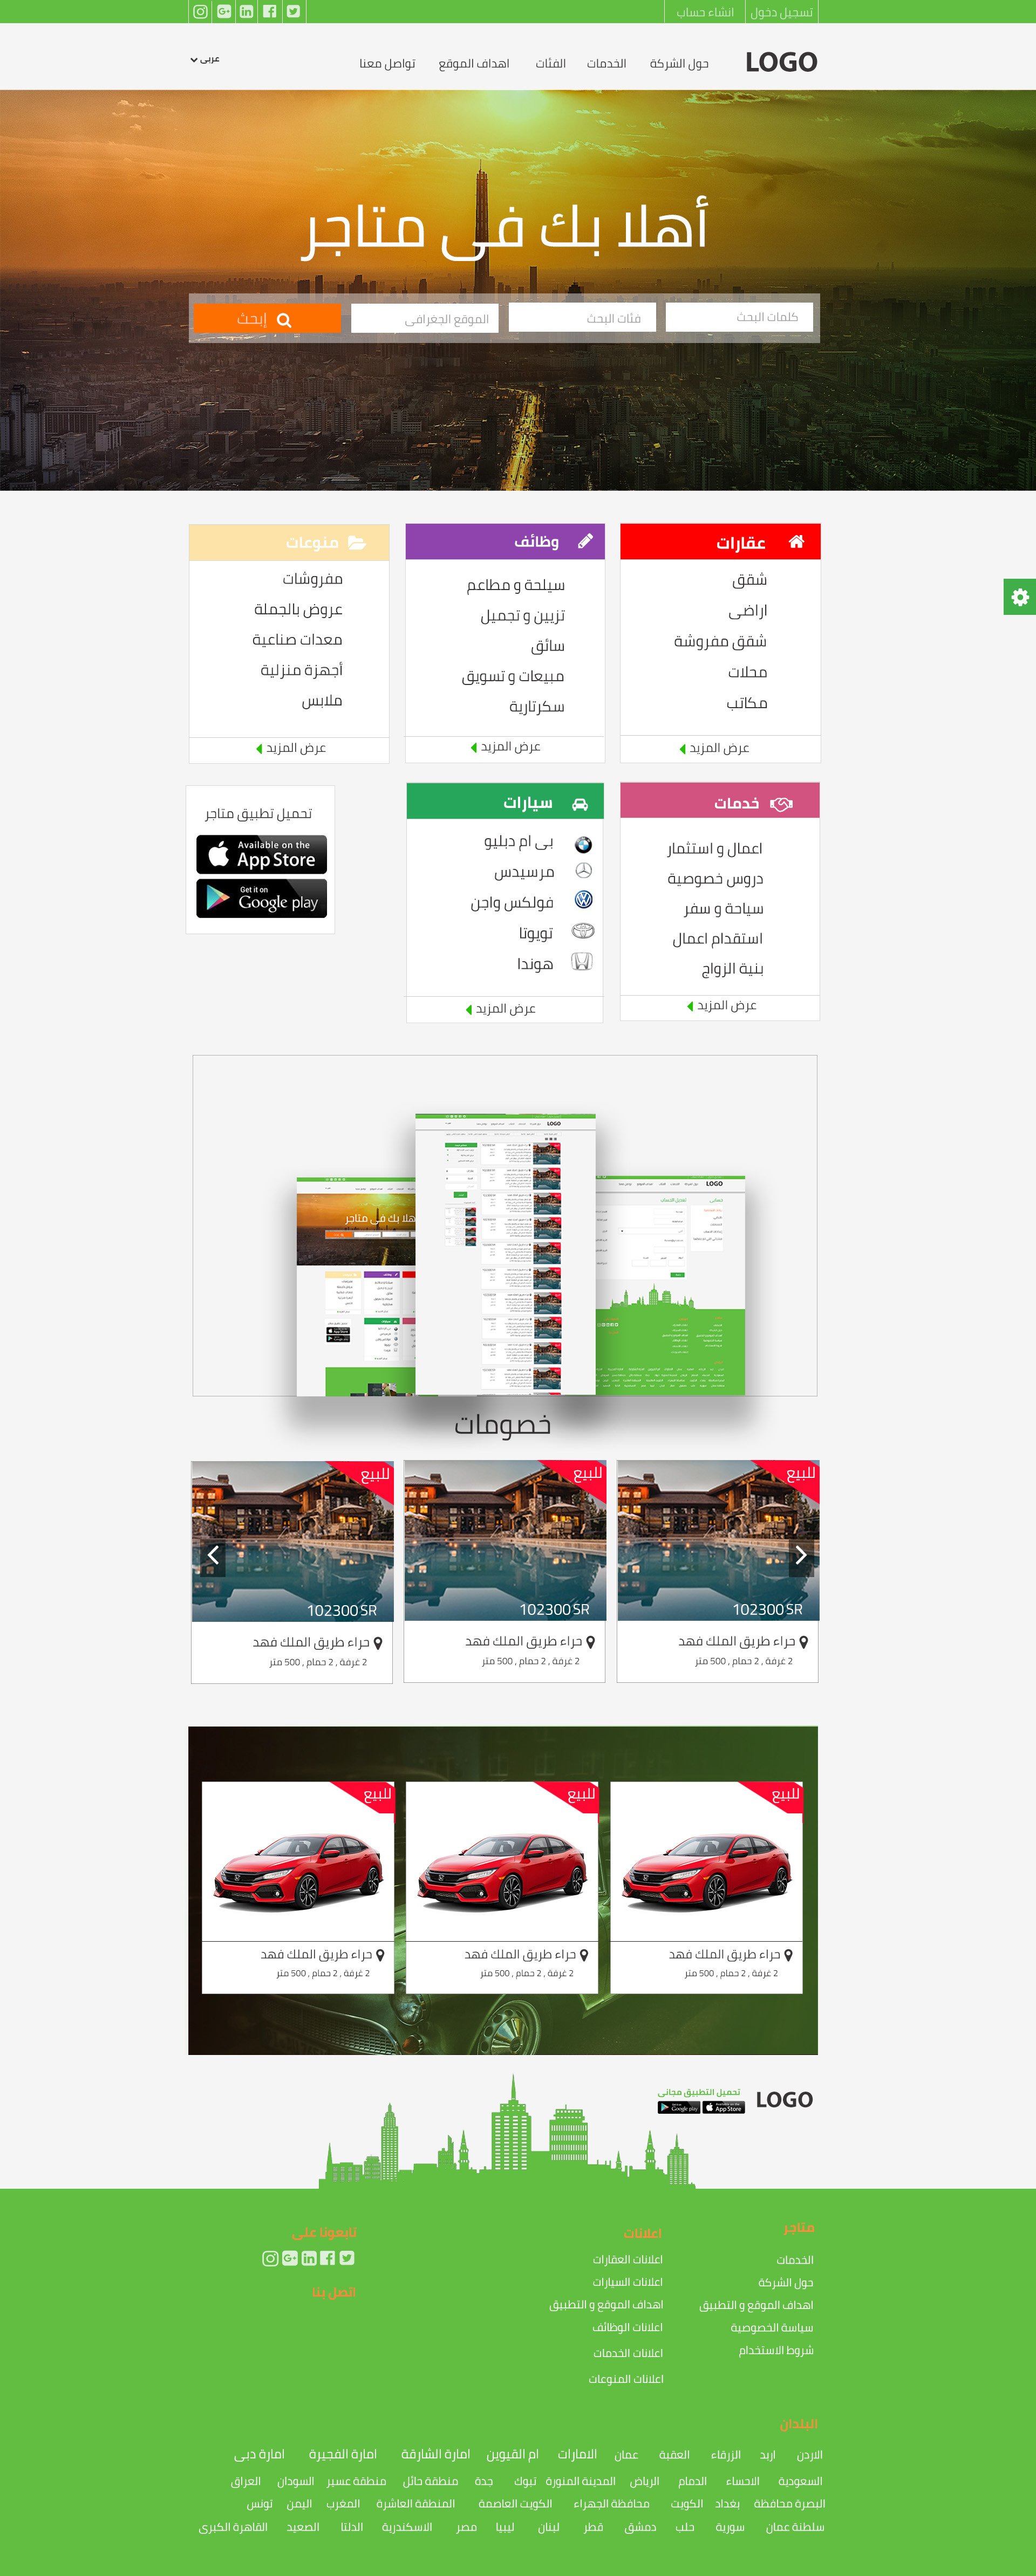 تسجيل دخول
انشاء حساب
LOGO
حول الشركة
الخدمات
الفئات
اهداف الموقع
تواصل معنا
عربى
أهلا بك فى متاجر
كلمات البحث
فئات البحث
الموقع الجغرافى
إبحث
عقارات
شقق
اراضى
شقق مفروشة
محلات
مكاتب
عرض المزيد
وظائف
سيلحة و مطاعم
تزيين و تجميل
سائق
مبيعات و تسويق
سكرتارية
عرض المزيد
منوعات
مفروشات
عروض بالجملة
معدات صناعية
أجهزة منزلية
ملابس
عرض المزيد
خدمات
اعمال و استثمار
دروس خصوصية
سياحة و سفر
استقدام اعمال
بنية الزواج
عرض المزيد
سيارات
بى ام دبليو
مرسيدس
فولكس واجن
تويوتا
هوندا
عرض المزيد
تحميل تطبيق متاجر
Available on the
App Store
Get it on
Google play
LOGO
LOGO
هلا بك فى متاجر
خصومات
للبيع
102300 SR
حراء طريق الملك فهد
2 غرفة , 2 حمام , 500 متر
للبيع
102300 SR
حراء طريق الملك فهد
2 غرفة , 2 حمام , 500 متر
للبيع
102300 SR
حراء طريق الملك فهد
2 غرفة , 2 حمام , 500 متر
للبيع
حراء طريق الملك فهد
2 غرفة , 2 حمام , 500 متر
للبيع
حراء طريق الملك فهد
2 غرفة , 2 حمام , 500 متر
للبيع
حراء طريق الملك فهد
2 غرفة , 2 حمام , 500 متر
LOGO
تحميل التطبيق مجانى
App Store
Google play
متاجر
الخدمات
حول الشركة
اهداف الموقع و التطبيق
سياسة الخصوصية
شروط الاستخدام
اعلانات
اعلانات العقارات
اعلانات السيارات
اهداف الموقع و التطبيق
اعلانات الوظائف
اعلانات الخدمات
اعلانات المنوعات
تابعونا على
اتصل بنا
البلدان
الاردن اربد الزرقاء العقبة عمان الامارات ام القيوين امارة الشارقة امارة الفجيرة امارة دبى
السعودية الاحساء الدمام الرياض المدينة المنورة تبوك جدة منطقة حائل منطقة عسير السودان العراق
البصرة محافظة بغداد الكويت محافظة الجهراء الكويت العاصمة المنطقة العاشرة المغرب اليمن تونس
سلطنة عمان سورية حلب دمشق قطر لبنان ليبيا مصر الاسكندرية الدلتا الصعيد القاهرة الكبرى